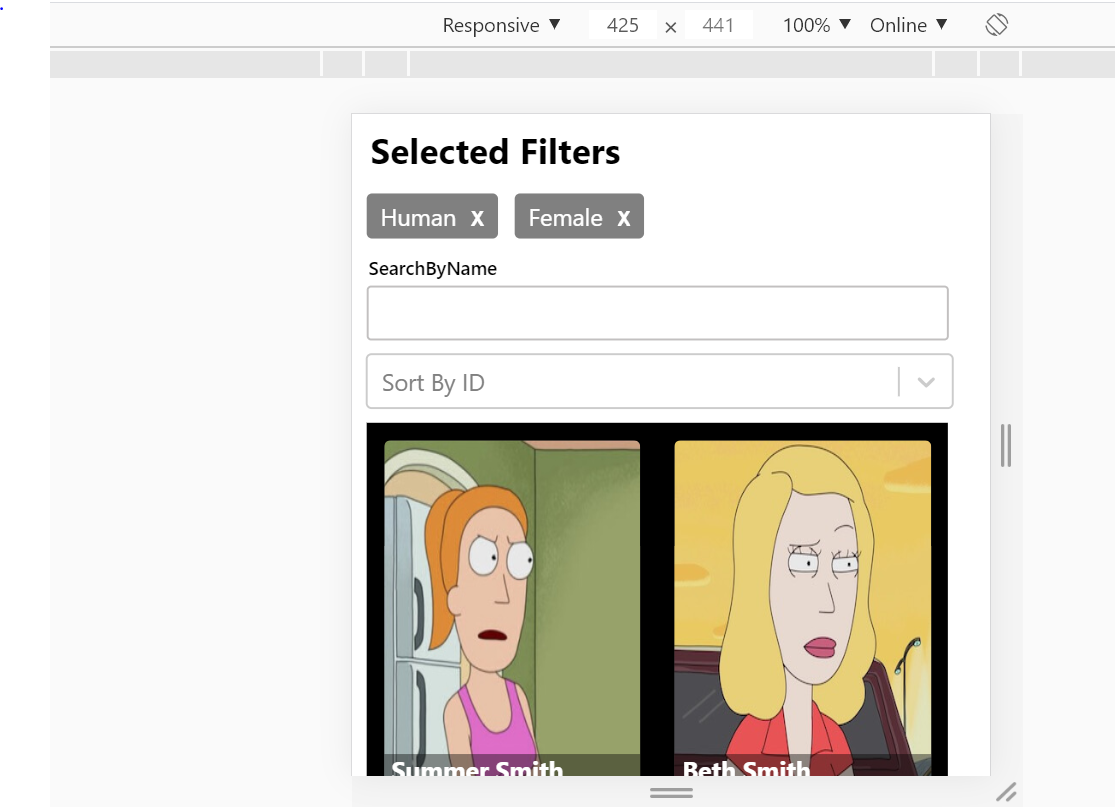 Responsive ▼ 425 × 441 100% ▼ Online ▼
Selected Filters
Human X Female X
SearchByName
Sort By ID
Summer Smith Beth Smith